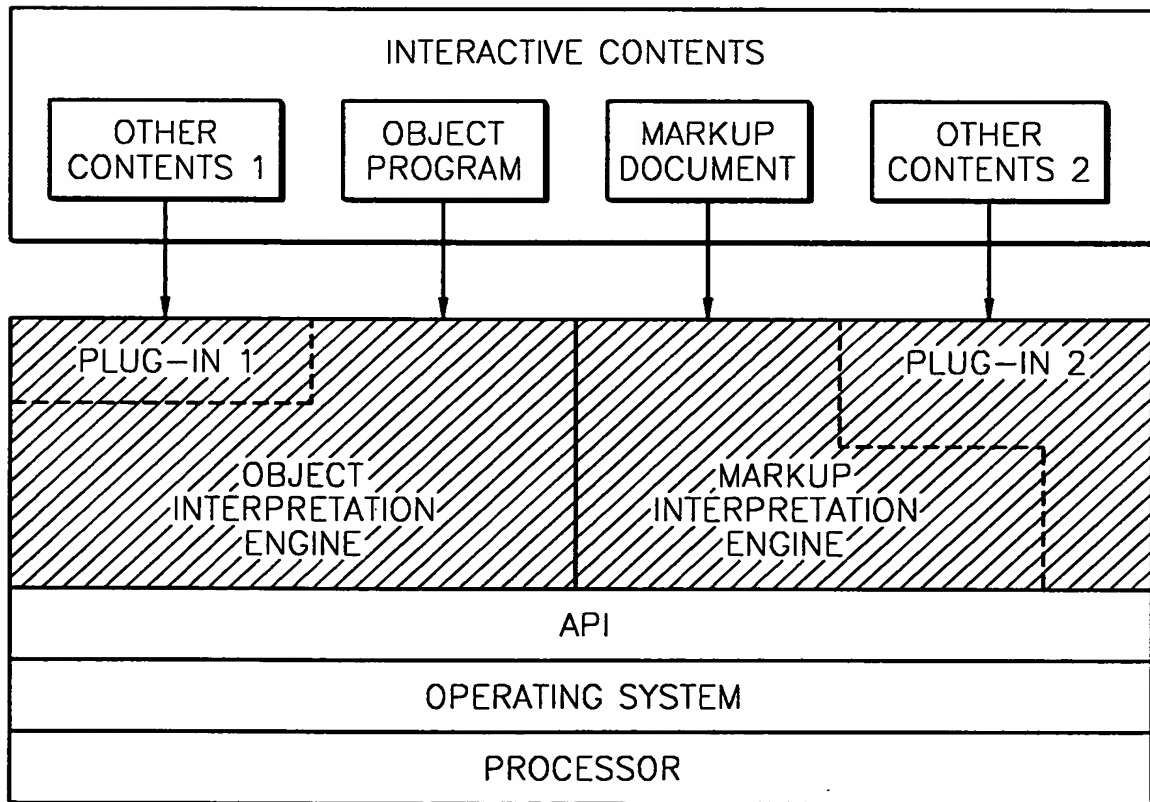 INTERACTIVE CONTENTS
OTHER
CONTENTS 1
OBJECT
PROGRAM
MARKUP
DOCUMENT
OTHER
CONTENTS 2
PLUG-IN 1
PLUG-IN 2
OBJECT
INTERPRETATION
ENGINE
MARKUP
INTERPRETATION
ENGINE
API
OPERATING SYSTEM
PROCESSOR